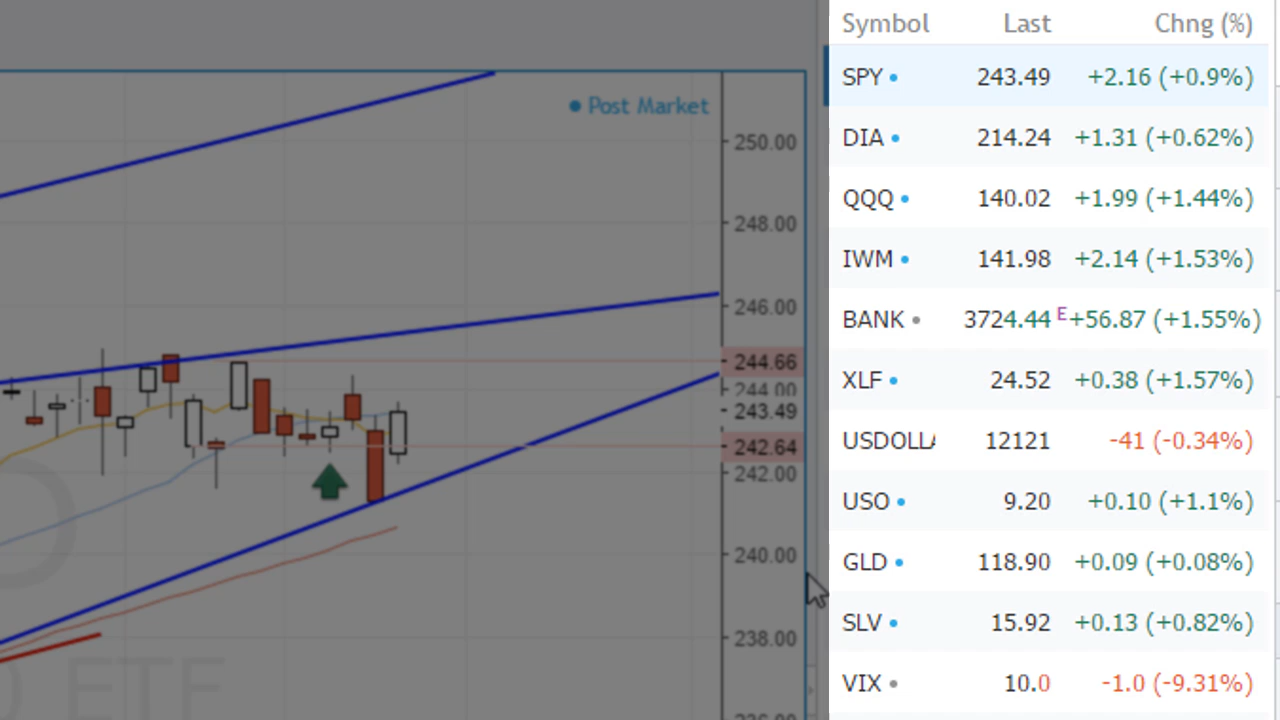 Symbol Last Chng (%)
SPY 243.49 +2.16 (+0.9%)
DIA 214.24 +1.31 (+0.62%)
QQQ 140.02 +1.99 (+1.44%)
IWM 141.98 +2.14 (+1.53%)
BANK 3724.44 E +56.87 (+1.55%)
XLF 24.52 +0.38 (+1.57%)
USDOLLA 12121 -41 (-0.34%)
USO 9.20 +0.10 (+1.1%)
GLD 118.90 +0.09 (+0.08%)
SLV 15.92 +0.13 (+0.82%)
VIX 10.0 -1.0 (-9.31%)
Post Market
250.00
248.00
246.00
244.66
244.00
243.49
242.64
242.00
240.00
238.00
ETF